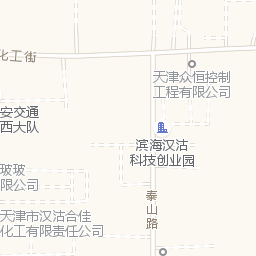 化工街
天津众恒控制
工程有限公司
安交通
西大队
滨海汉沽
科技创业园
玻玻
限公司
泰山路
天津市汉沽合佳
化工有限责任公司